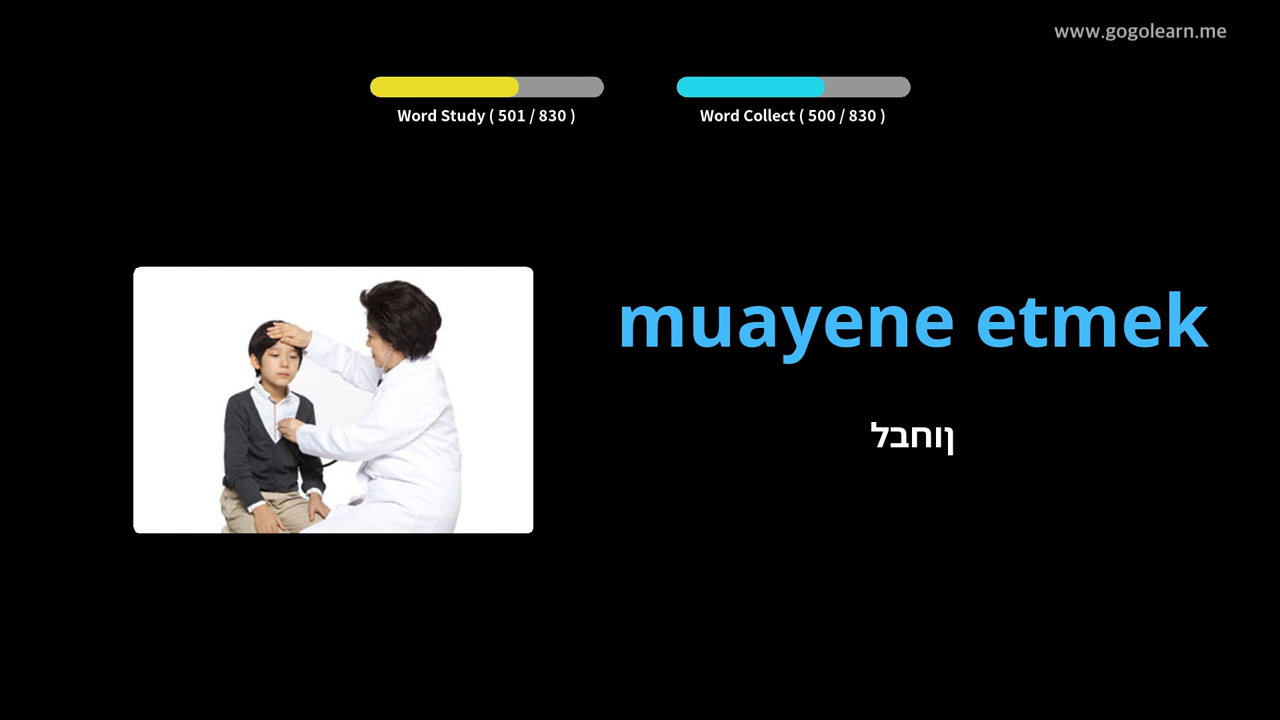 www.gogolearn.me
Word Study ( 501 / 830 )
Word Collect ( 500 / 830 )
muayene etmek
ןוחבל